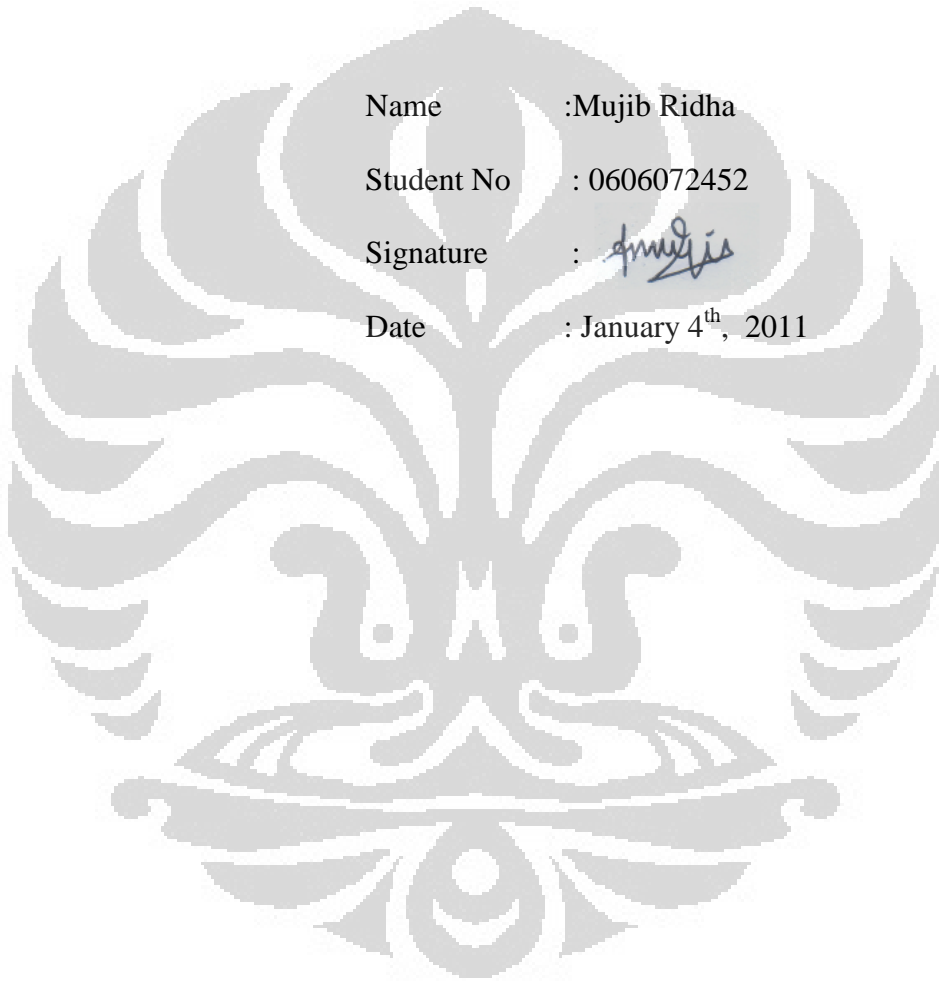 Name :Mujib Ridha
Student No : 0606072452
Signature :
Date : January 4th, 2011